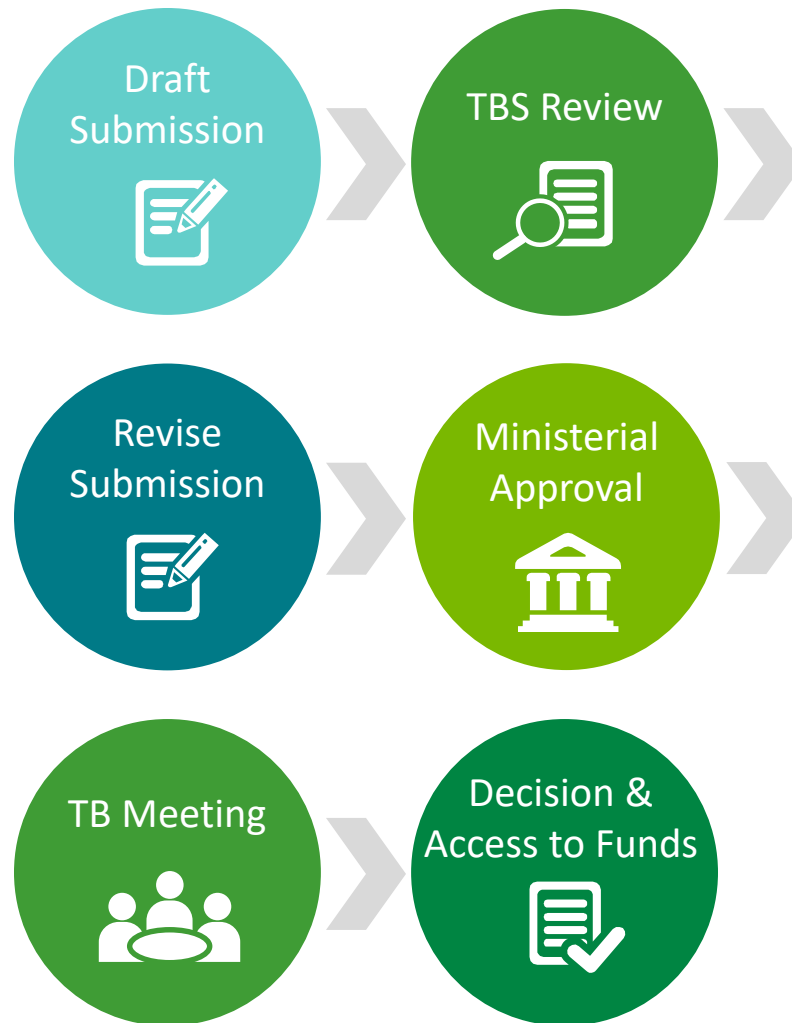 Draft
Submission
TBS Review
Revise
Submission
Ministerial
Approval
TB Meeting
Decision &
Access to Funds